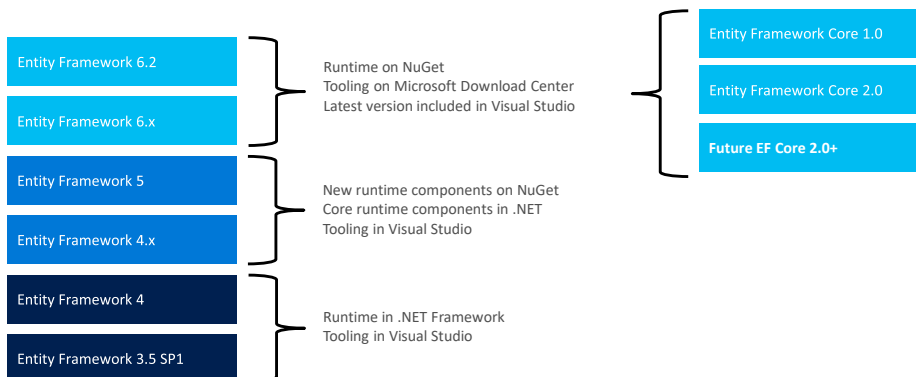 Entity Framework 6.2
Entity Framework 6.x
Runtime on NuGet
Tooling on Microsoft Download Center
Latest version included in Visual Studio
Entity Framework Core 1.0
Entity Framework Core 2.0
Future EF Core 2.0+
Entity Framework 5
Entity Framework 4.x
New runtime components on NuGet
Core runtime components in .NET
Tooling in Visual Studio
Entity Framework 4
Entity Framework 3.5 SP1
Runtime in .NET Framework
Tooling in Visual Studio